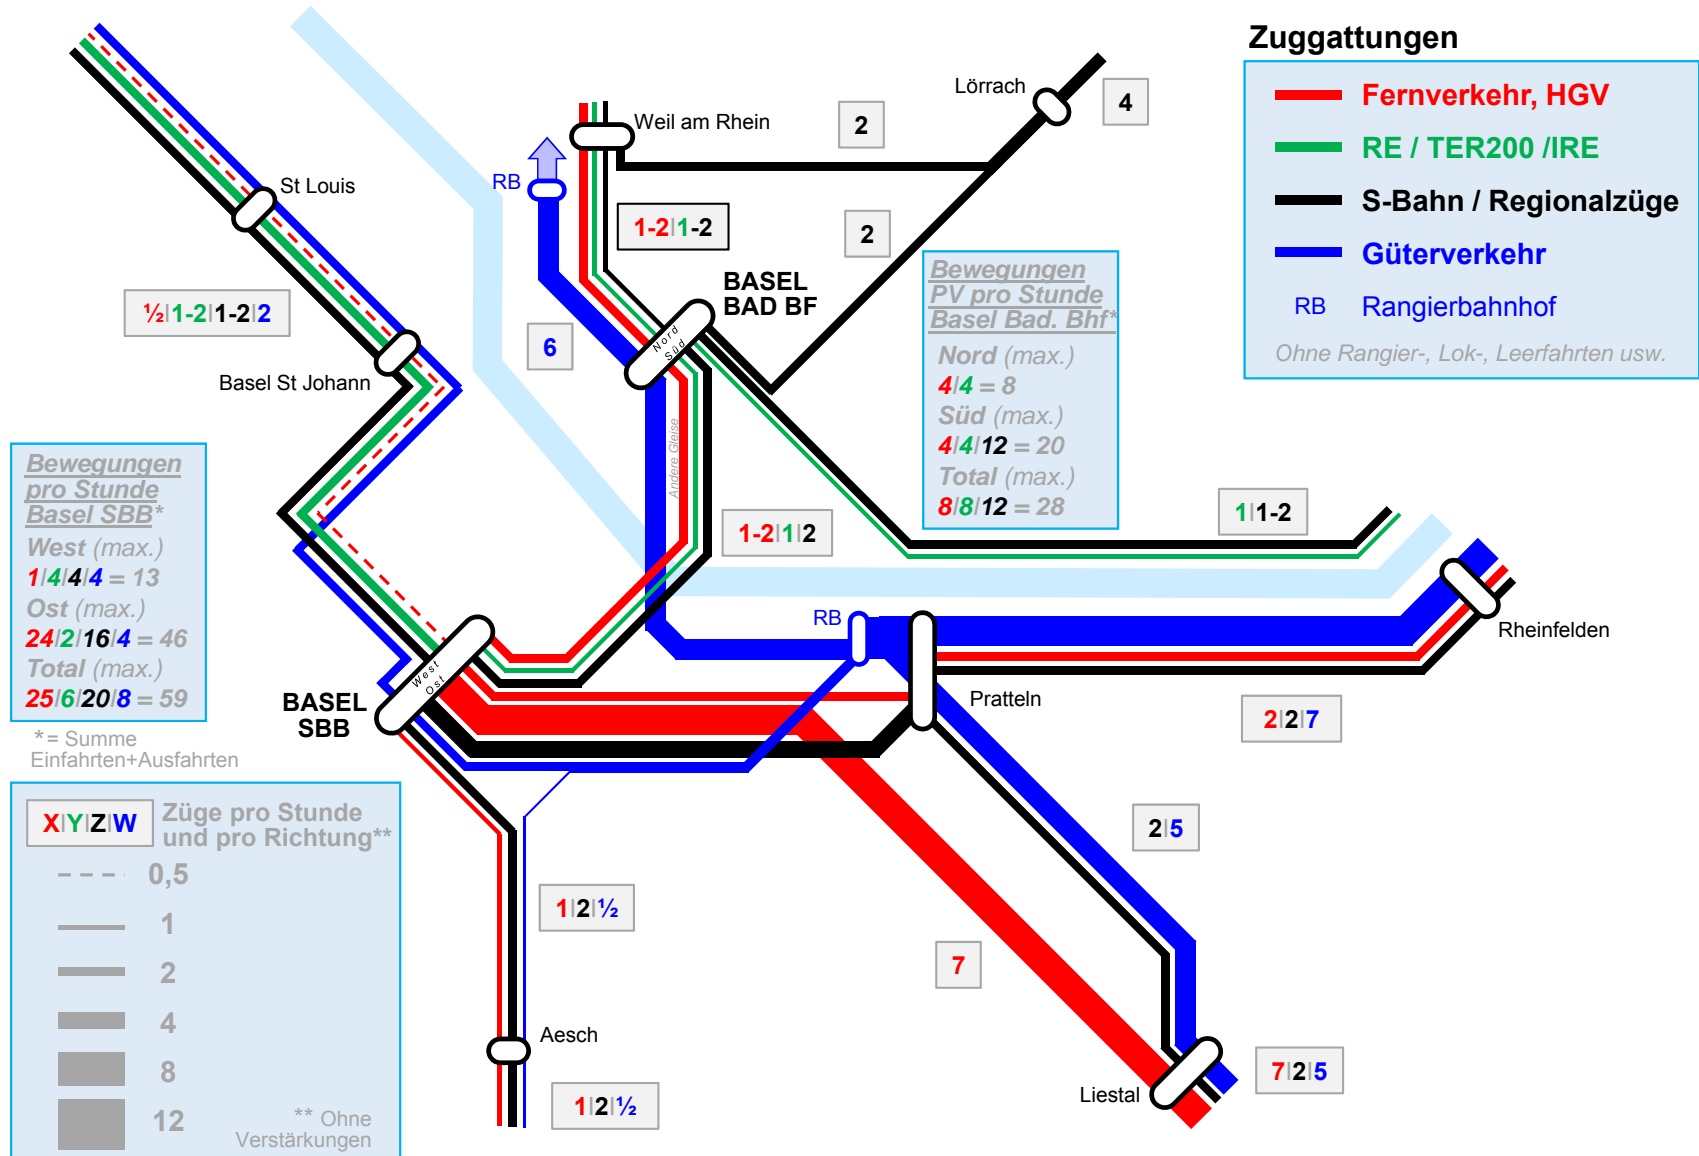 Zuggattungen
Fernverkehr, HGV
RE / TER200 /IRE
S-Bahn / Regionalzüge
Güterverkehr
RB Rangierbahnhof
Ohne Rangier-, Lok-, Leerfahrten usw.
Lörrach
4
Weil am Rhein
2
RB
St Louis
1-2|1-2
2
½|1-2|1-2|2
BASEL
BAD BF
Nord
Süd
6
Basel St Johann
Bewegungen
PV pro Stunde
Basel Bad. Bhf*
Nord (max.)
4/4 = 8
Süd (max.)
4/4/12 = 20
Total (max.)
8/8/12 = 28
Andere Gleise
Bewegungen
pro Stunde
Basel SBB*
West (max.)
1/4/4/4 = 13
Ost (max.)
24/2/16/4 = 46
Total (max.)
25/6/20/8 = 59
*= Summe
Einfahrten+Ausfahrten
1-2|1|2
1|1-2
RB
Rheinfelden
West
Ost
BASEL
SBB
Pratteln
2|2|7
X|Y|Z|W Züge pro Stunde
und pro Richtung**
0,5
1
2
4
8
12
** Ohne
Verstärkungen
2|5
1|2|½
7
Aesch
1|2|½
Liestal
7|2|5